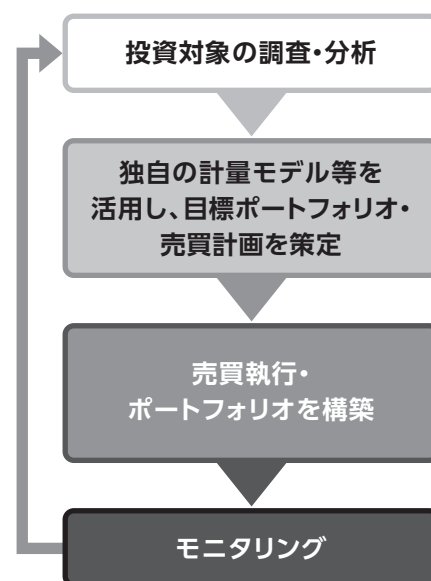 投資対象の調査・分析
独自の計量モデル等を
活用し、目標ポートフォリオ・
売買計画を策定
売買執行・
ポートフォリオを構築
モニタリング